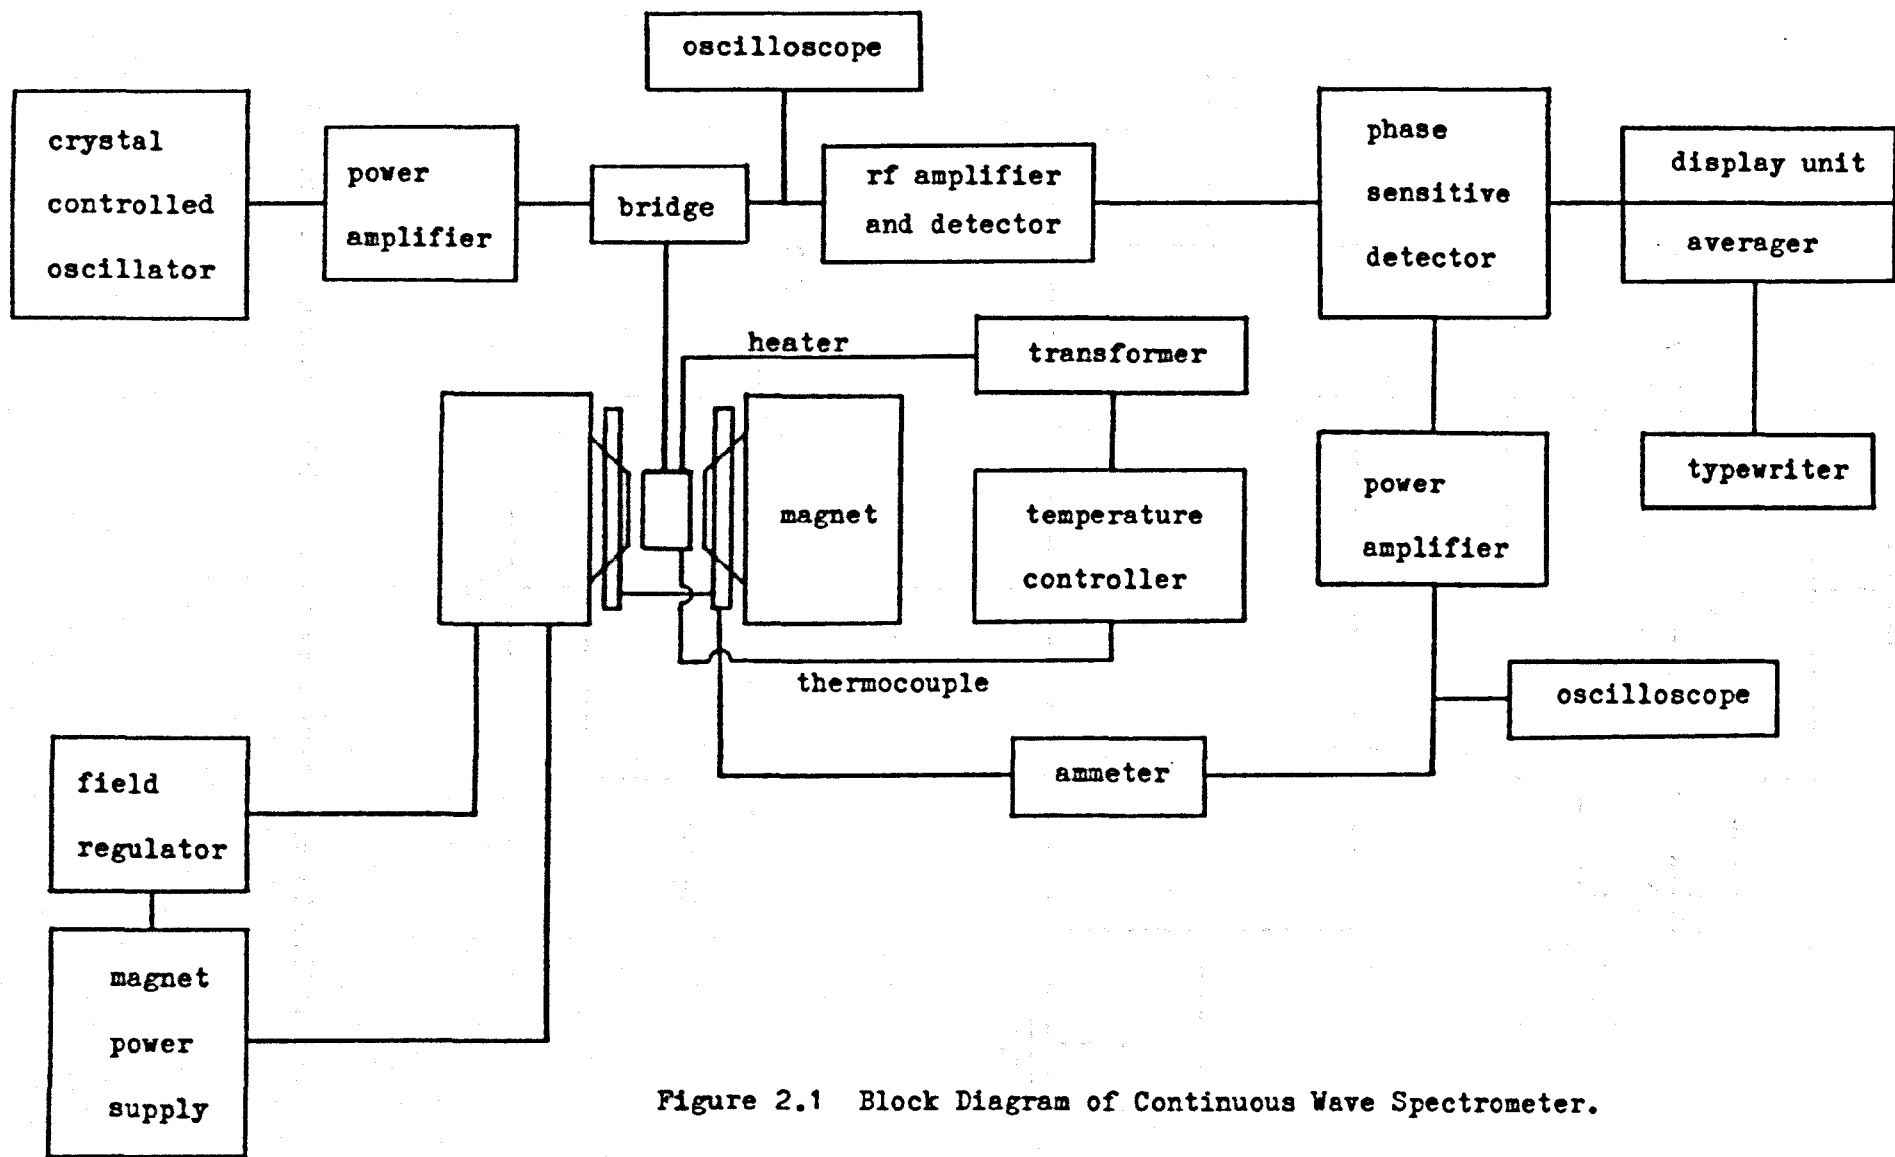 oscilloscope
crystal
controlled
oscillator
power
amplifier
bridge
rf amplifier
and detector
phase
sensitive
detector
display unit
averager
heater
transformer
magnet
temperature
controller
power
amplifier
typewriter
thermocouple
oscilloscope
ammeter
field
regulator
magnet
power
supply
Figure 2.1 Block Diagram of Continuous Wave Spectrometer.